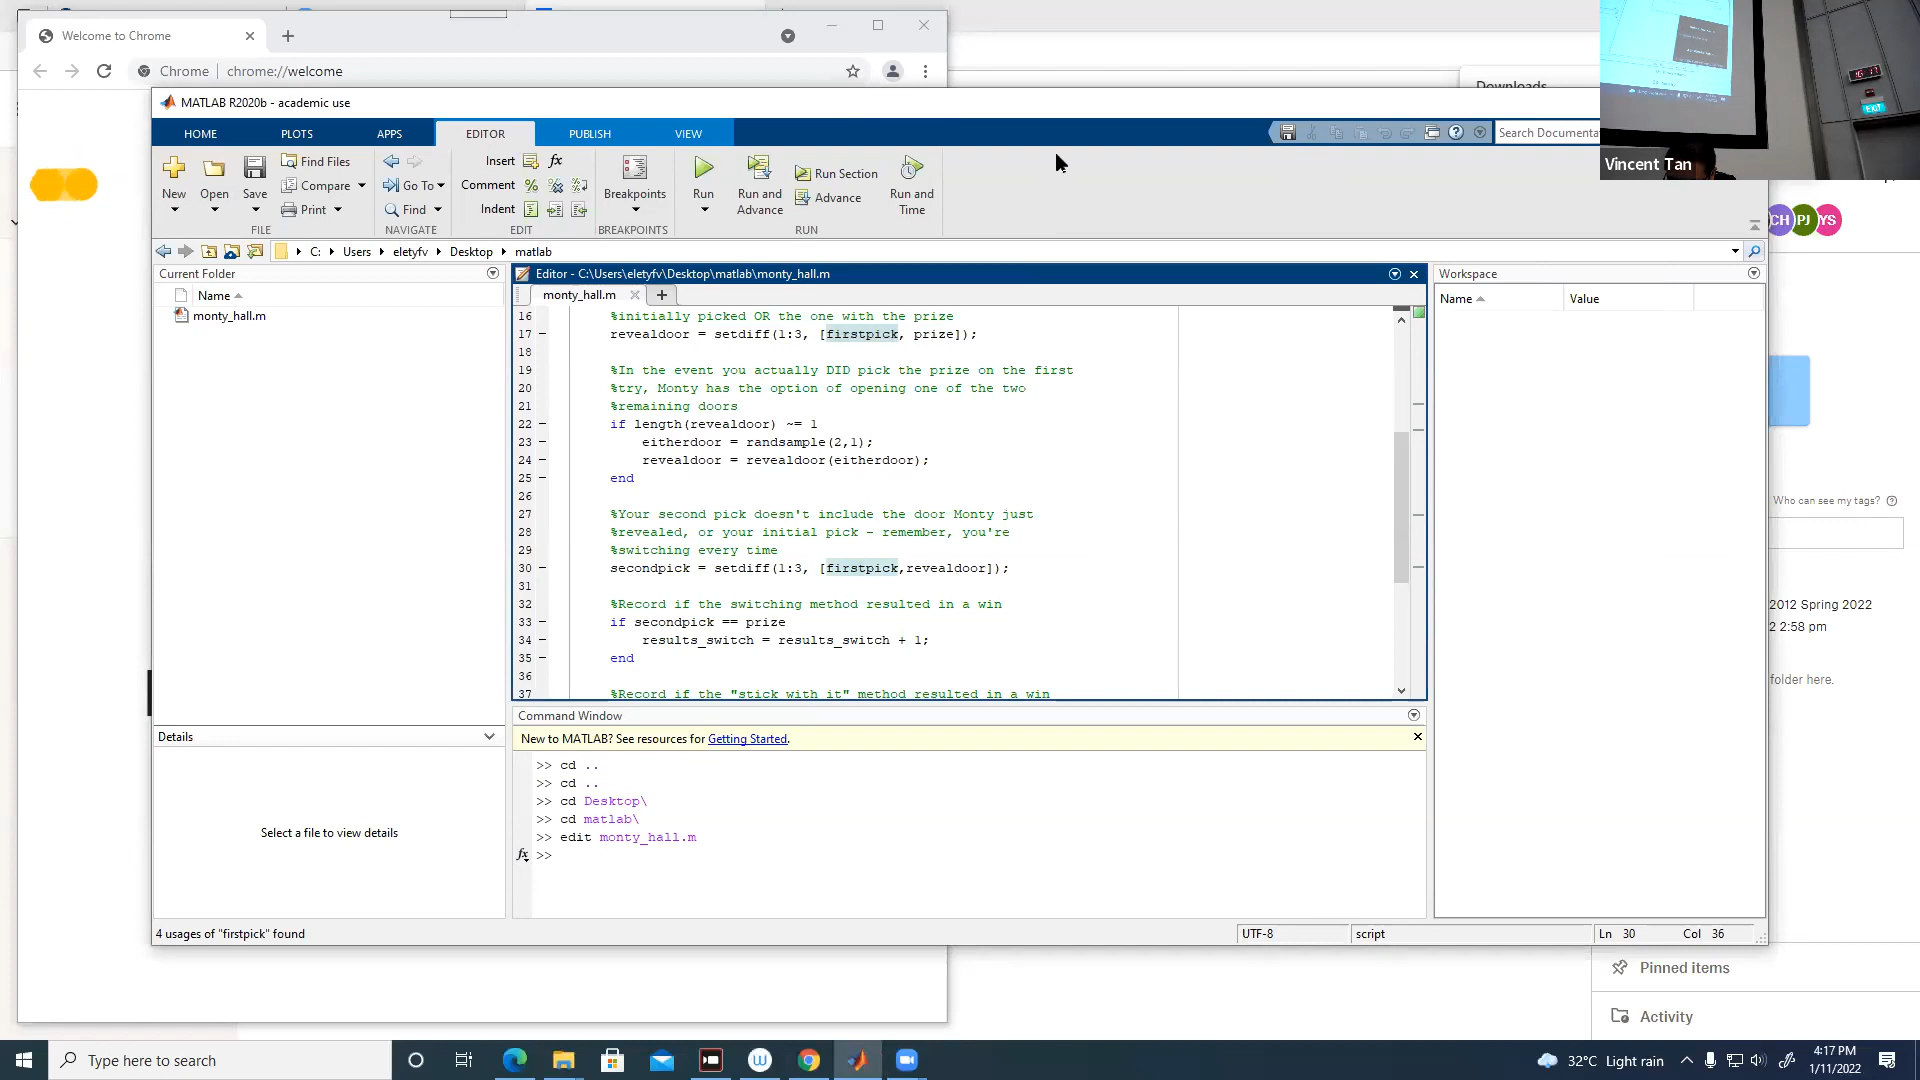 Welcome to Chrome
Chrome | chrome://welcome
Downloads
MATLAB R2020b - academic use
HOME PLOTS APPS EDITOR PUBLISH VIEW
Search Documenta
Vincent Tan
New Open Save Find Files Compare Print
Go To Find
Insert fx
Comment
Indent
Breakpoints
Run Run and Advance Run Section Advance Run and Time
FILE NAVIGATE EDIT BREAKPOINTS RUN
CH PJ YS
EXIT
C: Users eletyfv Desktop matlab
Current Folder
Name
monty_hall.m
Editor - C:\Users\eletyfv\Desktop\matlab\monty_hall.m
monty_hall.m
16 %initially picked OR the one with the prize
17 revealdoor = setdiff(1:3, [firstpick, prize]);
18
19 %In the event you actually DID pick the prize on the first
20 %try, Monty has the option of opening one of the two
21 %remaining doors
22 if length(revealdoor) ~= 1
23 eitherdoor = randsample(2,1);
24 revealdoor = revealdoor(eitherdoor);
25 end
26
27 %Your second pick doesn't include the door Monty just
28 %revealed, or your initial pick - remember, you're
29 %switching every time
30 secondpick = setdiff(1:3, [firstpick,revealdoor]);
31
32 %Record if the switching method resulted in a win
33 if secondpick == prize
34 results_switch = results_switch + 1;
35 end
36
37 %Record if the "stick with it" method resulted in a win
Workspace
Name Value
Details
Select a file to view details
Command Window
New to MATLAB? See resources for Getting Started.
>> cd ..
>> cd ..
>> cd Desktop\
>> cd matlab\
>> edit monty_hall.m
fx >>
4 usages of "firstpick" found
UTF-8
script
Ln 30 Col 36
Who can see my tags?
2012 Spring 2022
2 2:58 pm
folder here.
Pinned items
Activity
Type here to search
32°C Light rain
4:17 PM
1/11/2022